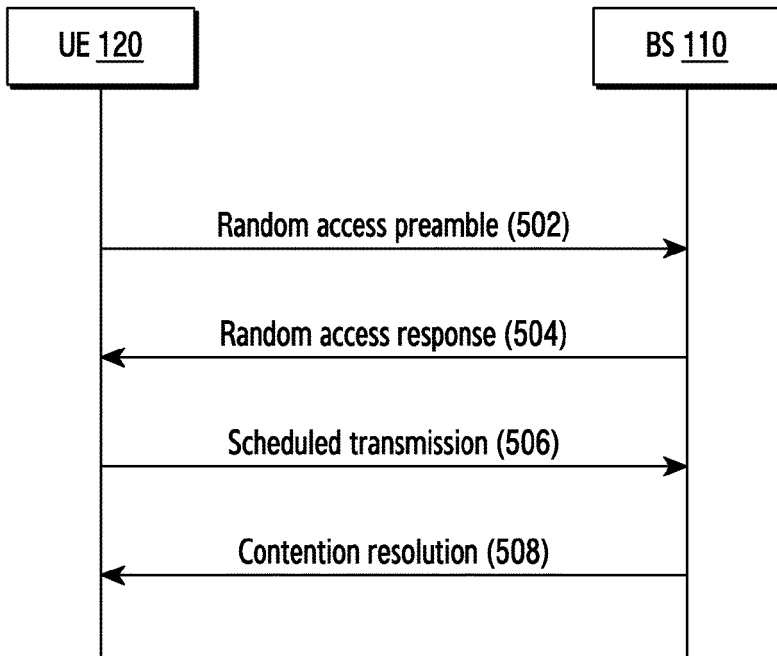 UE 120
BS 110
Random access preamble (502)
Random access response (504)
Scheduled transmission (506)
Contention resolution (508)